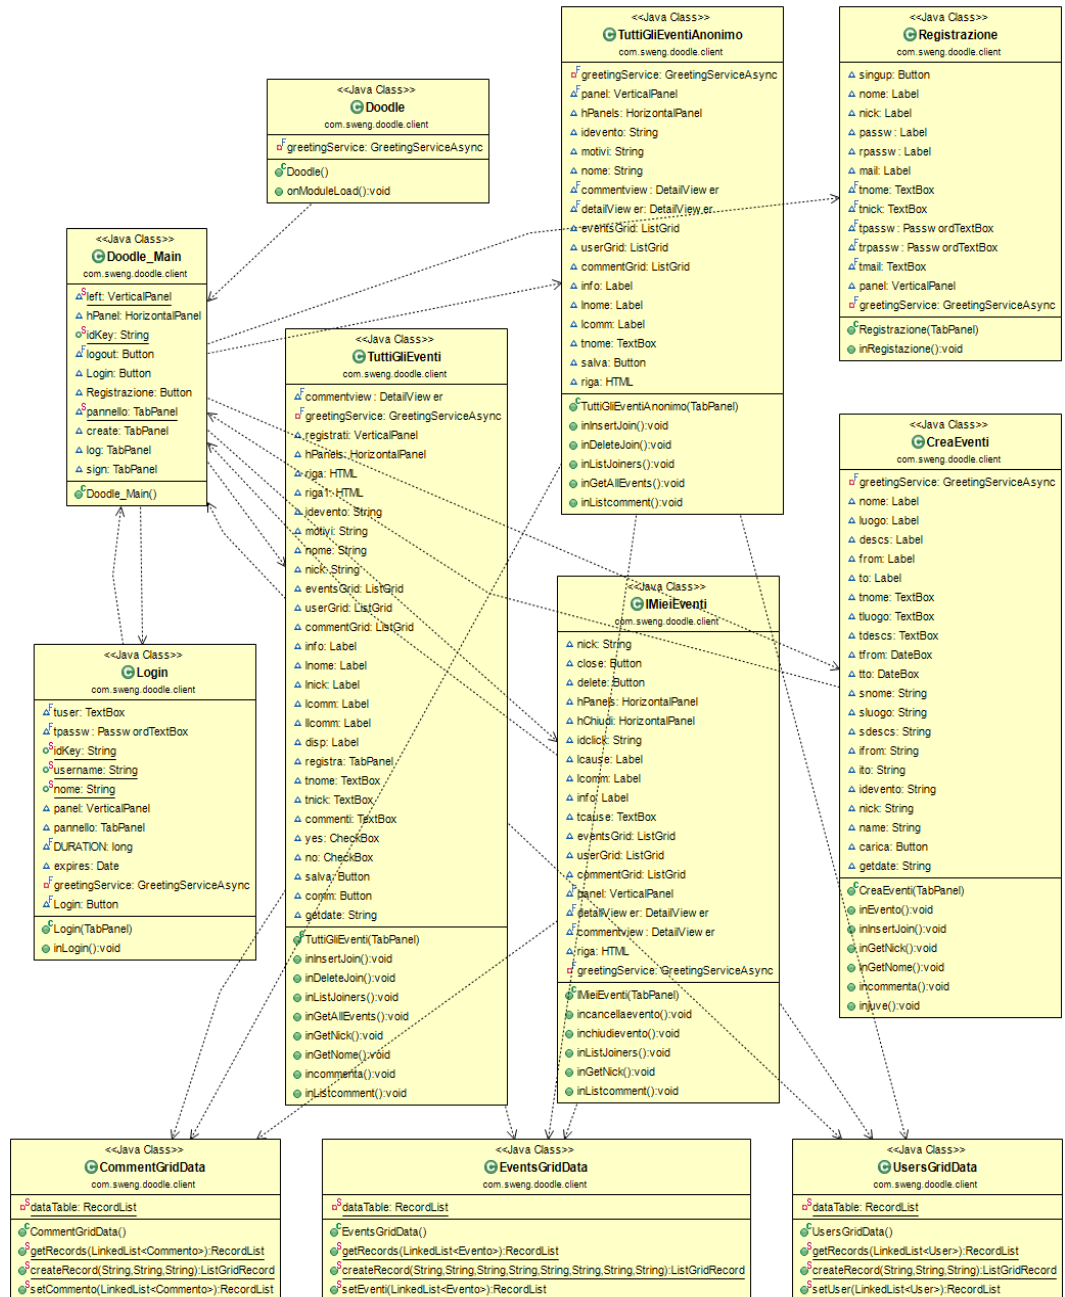 <<Java Class>>
Doodle
com.sweng.doodle.client
greetingService: GreetingServiceAsync
Doodle()
onModuleLoad():void
<<Java Class>>
TuttiGliEventiAnonimo
com.sweng.doodle.client
greetingService: GreetingServiceAsync
panel: VerticalPanel
hPanels: HorizontalPanel
idevento: String
motivi: String
nome: String
commentview: DetailViewer
detailViewer: DetailViewer
eventsGrid: ListGrid
userGrid: ListGrid
commentGrid: ListGrid
info: Label
lnome: Label
lcomm: Label
tnome: TextBox
salva: Button
riga: HTML
TuttiGliEventiAnonimo(TabPanel)
inInsertJoin():void
inDeleteJoin():void
inListJoiners():void
inGetAllEvents():void
inListcomment():void
<<Java Class>>
Registrazione
com.sweng.doodle.client
singup: Button
nome: Label
nick: Label
passw: Label
rpassw: Label
mail: Label
tnome: TextBox
tnick: TextBox
tpassw: PasswordTextBox
trpassw: PasswordTextBox
tmail: TextBox
panel: VerticalPanel
greetingService: GreetingServiceAsync
Registrazione(TabPanel)
inRegistazione():void
<<Java Class>>
Doodle_Main
com.sweng.doodle.client
left: VerticalPanel
hPanel: HorizontalPanel
idKey: String
logout: Button
Login: Button
Registrazione: Button
pannello: TabPanel
create: TabPanel
log: TabPanel
sign: TabPanel
Doodle_Main()
<<Java Class>>
TuttiGliEventi
com.sweng.doodle.client
commentview: DetailViewer
greetingService: GreetingServiceAsync
registrati: VerticalPanel
hPanels: HorizontalPanel
riga: HTML
riga1: HTML
idevento: String
motivi: String
nome: String
nick: String
eventsGrid: ListGrid
userGrid: ListGrid
commentGrid: ListGrid
info: Label
lnome: Label
lnick: Label
lcomm: Label
llcomm: Label
disp: Label
registra: TabPanel
tnome: TextBox
tnick: TextBox
commenti: TextBox
yes: CheckBox
no: CheckBox
salva: Button
comm: Button
getdate: String
TuttiGliEventi(TabPanel)
inInsertJoin():void
inDeleteJoin():void
inListJoiners():void
inGetAllEvents():void
inGetNick():void
inGetNome():void
incommenta():void
inListcomment():void
<<Java Class>>
CreaEventi
com.sweng.doodle.client
greetingService: GreetingServiceAsync
nome: Label
luogo: Label
descs: Label
from: Label
to: Label
tnome: TextBox
tluogo: TextBox
tdescs: TextBox
tfrom: DateBox
tto: DateBox
snome: String
sluogo: String
sdescs: String
ifrom: String
ito: String
idevento: String
nick: String
name: String
carica: Button
getdate: String
CreaEventi(TabPanel)
inEvento():void
inInsertJoin():void
inGetNick():void
inGetNome():void
incommenta():void
injuve():void
<<Java Class>>
IMieiEventi
com.sweng.doodle.client
nick: String
close: Button
delete: Button
hPanels: HorizontalPanel
hChiudi: HorizontalPanel
idclick: String
lcause: Label
lcomm: Label
info: Label
tcause: TextBox
eventsGrid: ListGrid
userGrid: ListGrid
commentGrid: ListGrid
panel: VerticalPanel
detailViewer: DetailViewer
commentview: DetailViewer
riga: HTML
greetingService: GreetingServiceAsync
IMieiEventi(TabPanel)
incancellaevento():void
inchiudievento():void
inListJoiners():void
inGetNick():void
inListcomment():void
<<Java Class>>
Login
com.sweng.doodle.client
tuser: TextBox
tpassw: PasswordTextBox
idKey: String
username: String
nome: String
panel: VerticalPanel
pannello: TabPanel
DURATION: long
expires: Date
greetingService: GreetingServiceAsync
Login: Button
Login(TabPanel)
inLogin():void
<<Java Class>>
CommentGridData
com.sweng.doodle.client
dataTable: RecordList
CommentGridData()
getRecords(LinkedList<Commento>):RecordList
createRecord(String,String,String):ListGridRecord
setCommento(LinkedList<Commento>):RecordList
<<Java Class>>
EventsGridData
com.sweng.doodle.client
dataTable: RecordList
EventsGridData()
getRecords(LinkedList<Evento>):RecordList
createRecord(String,String,String,String,String,String,String):ListGridRecord
setEventi(LinkedList<Evento>):RecordList
<<Java Class>>
UsersGridData
com.sweng.doodle.client
dataTable: RecordList
UsersGridData()
getRecords(LinkedList<User>):RecordList
createRecord(String,String,String):ListGridRecord
setUser(LinkedList<User>):RecordList